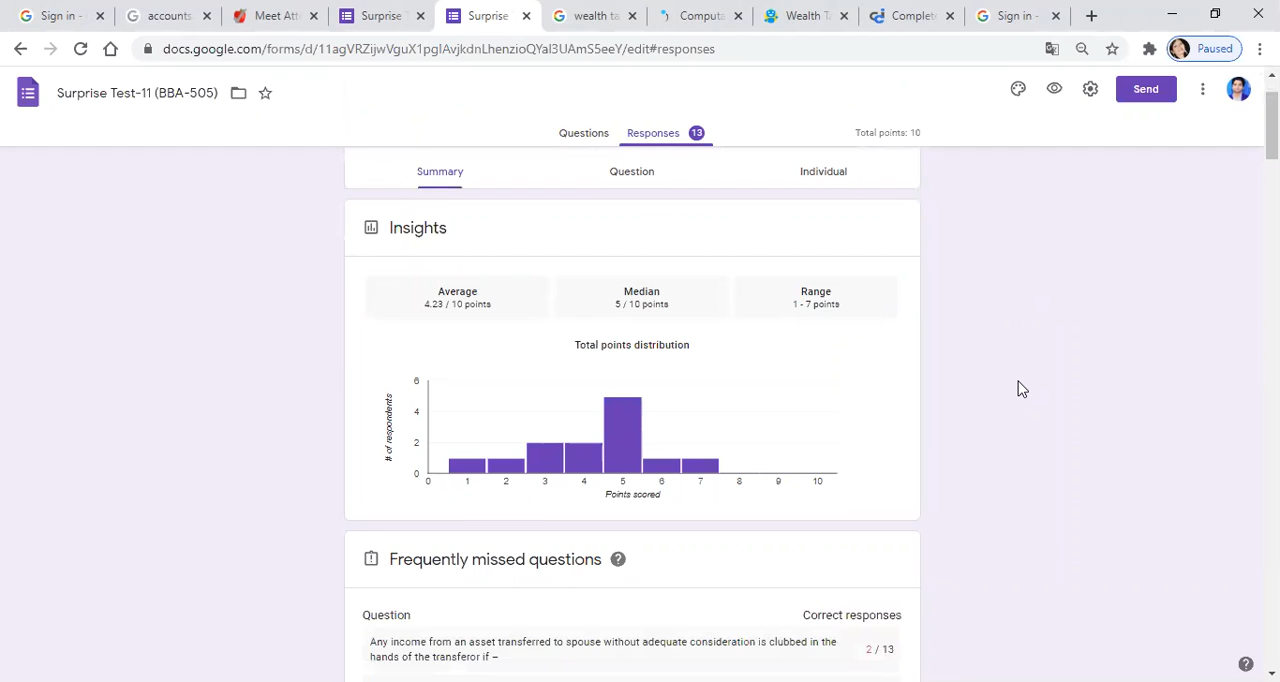 Sign in -
accounts
Meet Att
Surprise
Surprise
wealth ta
Computa
Wealth T
Complet
Sign in -
docs.google.com/forms/d/11agVRZijwVguX1pgIAvjkdnLhenzioQYal3UAmS5eeY/edit#responses
Paused
Surprise Test-11 (BBA-505)
Send
Questions
Responses 13
Total points: 10
Summary
Question
Individual
Insights
Average
4.23 / 10 points
Median
5 / 10 points
Range
1 - 7 points
Total points distribution
# of respondents
6
4
2
0
0 1 2 3 4 5 6 7 8 9 10
Points scored
Frequently missed questions
Question
Correct responses
Any income from an asset transferred to spouse without adequate consideration is clubbed in the
hands of the transferor if –
2 / 13